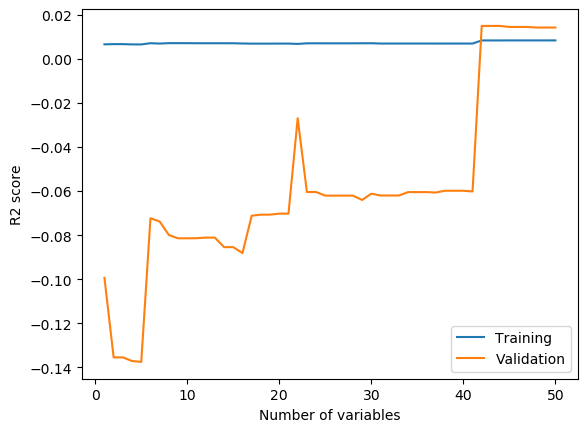 0.02
0.00
−0.02
−0.04
−0.06
−0.08
−0.10
−0.12
−0.14
R2 score
Training
Validation
0 10 20 30 40 50
Number of variables